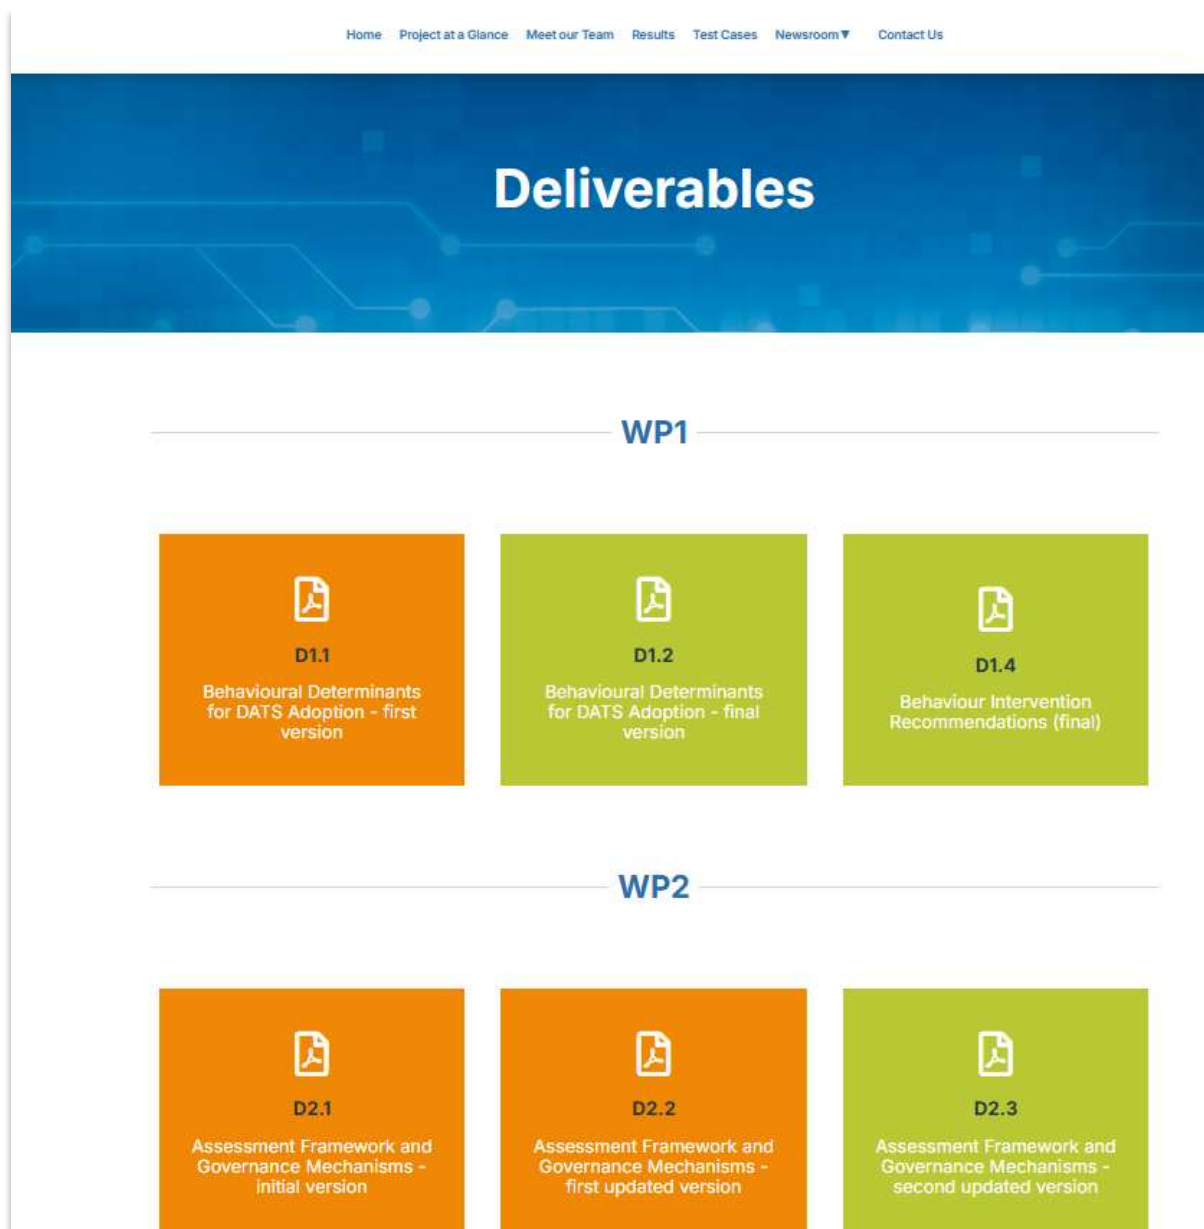 Home Project at a Glance Meet our Team Results Test Cases Newsroom▼ Contact Us
Deliverables
WP1
D1.1
Behavioural Determinants
for DATS Adoption - first
version
D1.2
Behavioural Determinants
for DATS Adoption - final
version
D1.4
Behaviour Intervention
Recommendations (final)
WP2
D2.1
Assessment Framework and
Governance Mechanisms -
initial version
D2.2
Assessment Framework and
Governance Mechanisms -
first updated version
D2.3
Assessment Framework and
Governance Mechanisms -
second updated version